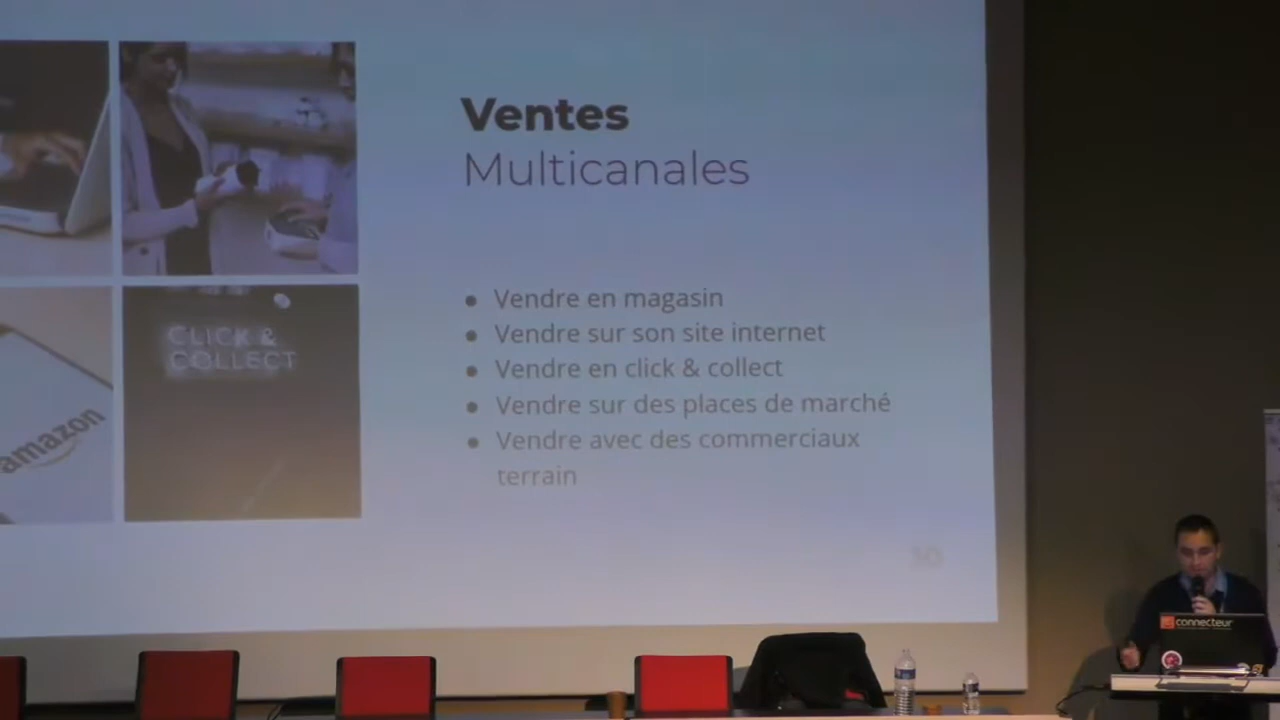 Ventes
Multicanales
Vendre en magasin
Vendre sur son site internet
Vendre en click & collect
Vendre sur des places de marché
Vendre avec des commerciaux
terrain
CLICK &
COLLECT
amazon
connecteur